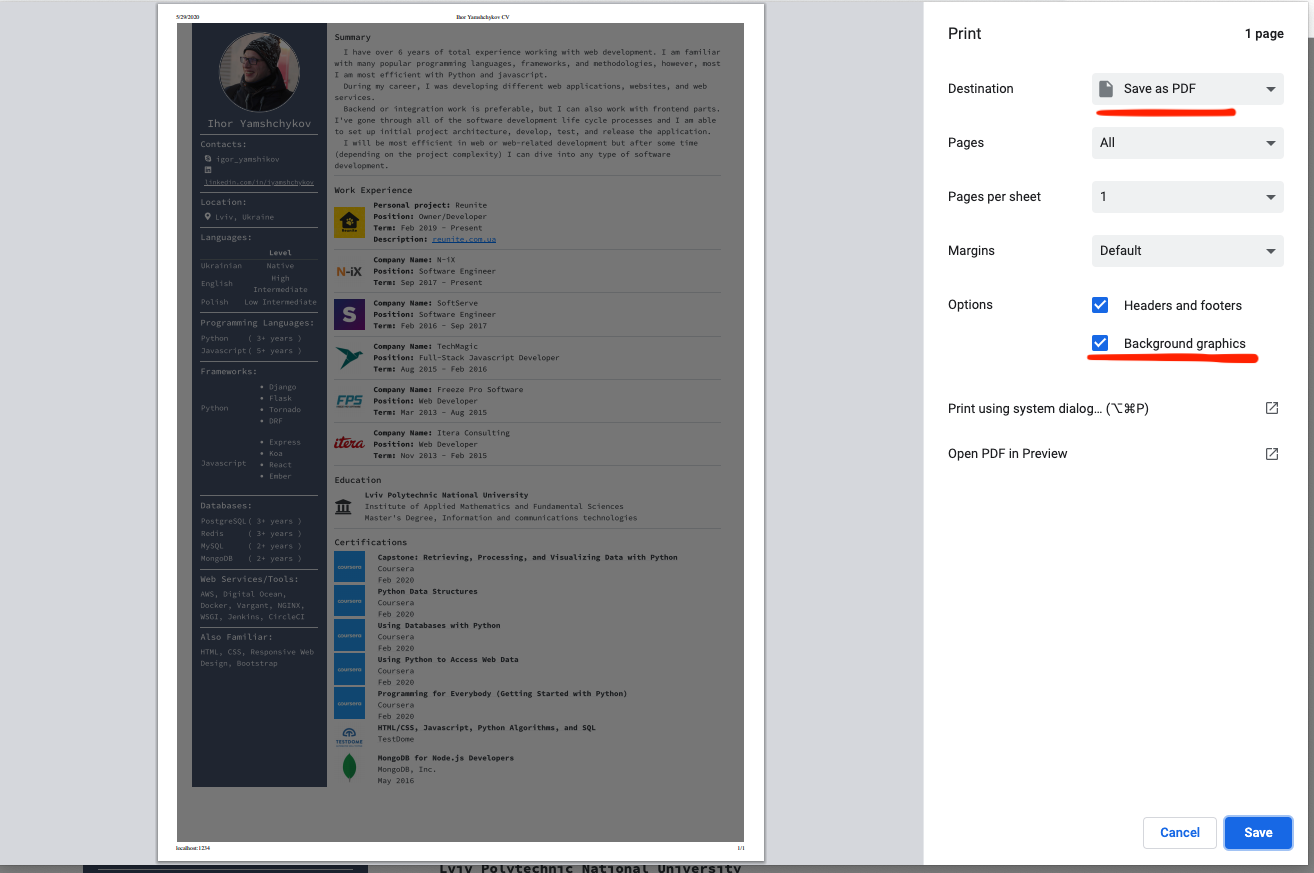 5/29/2020
Ihor Yamshchykov CV
Ihor Yamshchykov
Contacts:
igor_yamshikov
linkedin.com/in/iyamshchykov
Location:
Lviv, Ukraine
Languages:
Level
Ukrainian Native
English High Intermediate
Polish Low Intermediate
Programming Languages:
Python ( 3+ years )
Javascript ( 5+ years )
Frameworks:
Python
• Django
• Flask
• Tornado
• DRF
Javascript
• Express
• Koa
• React
• Ember
Databases:
PostgreSQL ( 3+ years )
Redis ( 3+ years )
MySQL ( 2+ years )
MongoDB ( 2+ years )
Web Services/Tools:
AWS, Digital Ocean,
Docker, Vargant, NGINX,
WSGI, Jenkins, CircleCI
Also Familiar:
HTML, CSS, Responsive Web
Design, Bootstrap
Summary
I have over 6 years of total experience working with web development. I am familiar
with many popular programming languages, frameworks, and methodologies, however, most
I am most efficient with Python and javascript.
During my career, I was developing different web applications, websites, and web
services.
Backend or integration work is preferable, but I can also work with frontend parts.
I've gone through all of the software development life cycle processes and I am able
to set up initial project architecture, develop, test, and release the application.
I will be most efficient in web or web-related development but after some time
(depending on the project complexity) I can dive into any type of software
development.
Work Experience
Reunite
Personal project: Reunite
Position: Owner/Developer
Term: Feb 2019 - Present
Description: reunite.com.ua
N-iX
Company Name: N-iX
Position: Software Engineer
Term: Sep 2017 - Present
S
Company Name: SoftServe
Position: Software Engineer
Term: Feb 2016 - Sep 2017
Company Name: TechMagic
Position: Full-Stack Javascript Developer
Term: Aug 2015 - Feb 2016
FPS
Company Name: Freeze Pro Software
Position: Web Developer
Term: Mar 2013 - Aug 2015
itera
Company Name: Itera Consulting
Position: Web Developer
Term: Nov 2013 - Feb 2015
Education
Lviv Polytechnic National University
Institute of Applied Mathematics and Fundamental Sciences
Master's Degree, Information and communications technologies
Certifications
coursera
Capstone: Retrieving, Processing, and Visualizing Data with Python
Coursera
Feb 2020
coursera
Python Data Structures
Coursera
Feb 2020
coursera
Using Databases with Python
Coursera
Feb 2020
coursera
Using Python to Access Web Data
Coursera
Feb 2020
coursera
Programming for Everybody (Getting Started with Python)
Coursera
Feb 2020
TESTDOME
HTML/CSS, Javascript, Python Algorithms, and SQL
TestDome
MongoDB for Node.js Developers
MongoDB, Inc.
May 2016
localhost:1234
1/1
Lviv Polytechnic National University
Print
1 page
Destination
Save as PDF
Pages
All
Pages per sheet
1
Margins
Default
Options
Headers and footers
Background graphics
Print using system dialog... (⌥⌘P)
Open PDF in Preview
Cancel
Save